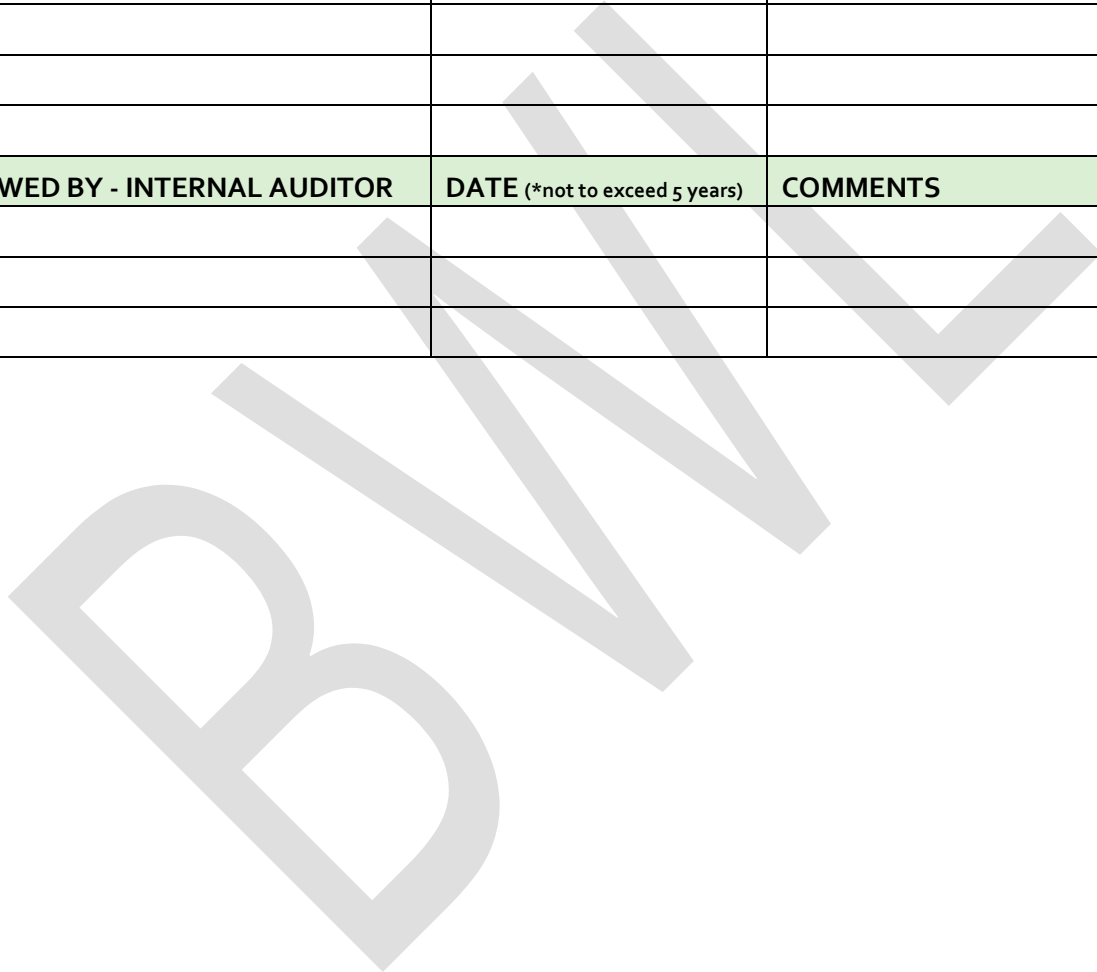 WED BY - INTERNAL AUDITOR DATE (*not to exceed 5 years) COMMENTS
BWL